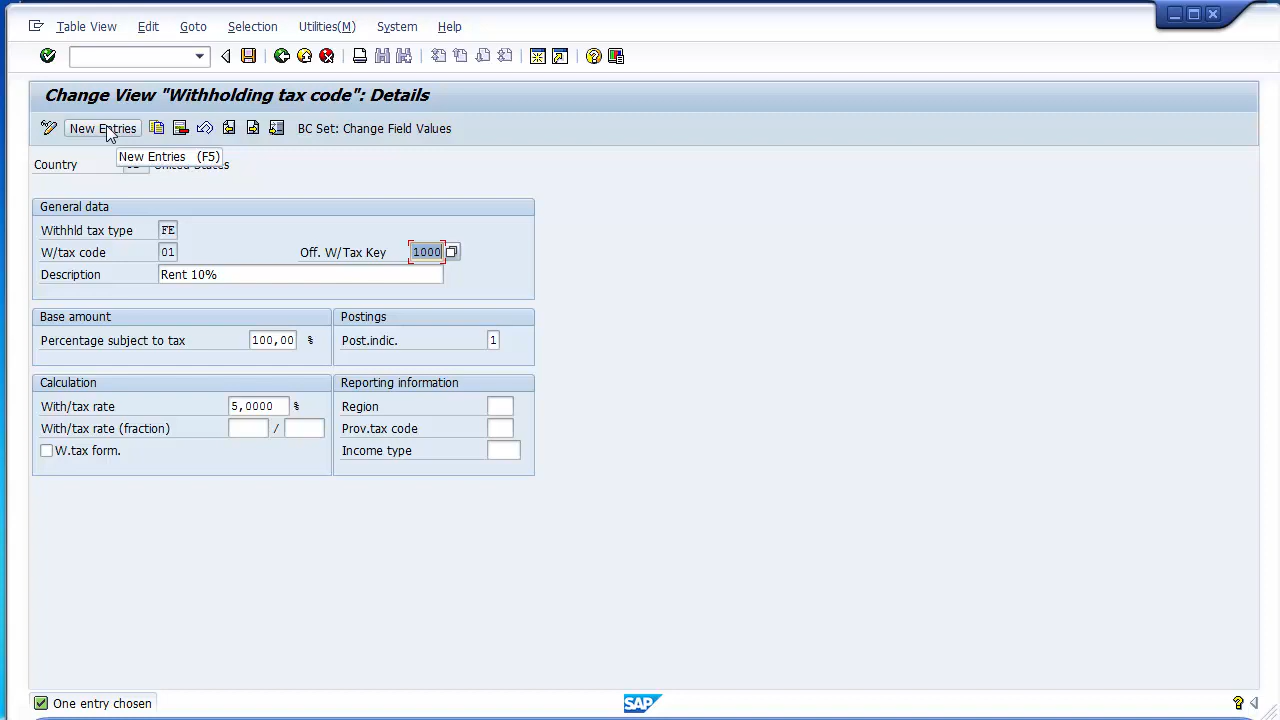 Table View Edit Goto Selection Utilities(M) System Help
Change View "Withholding tax code": Details
New Entries BC Set: Change Field Values
New Entries (F5)
Country United States
General data
Withhld tax type FE
W/tax code 01 Off. W/Tax Key 1000
Description Rent 10%
Base amount Postings
Percentage subject to tax 100,00 % Post.indic. 1
Calculation Reporting information
With/tax rate 5,0000 % Region
With/tax rate (fraction) / Prov.tax code
W.tax form. Income type
One entry chosen SAP